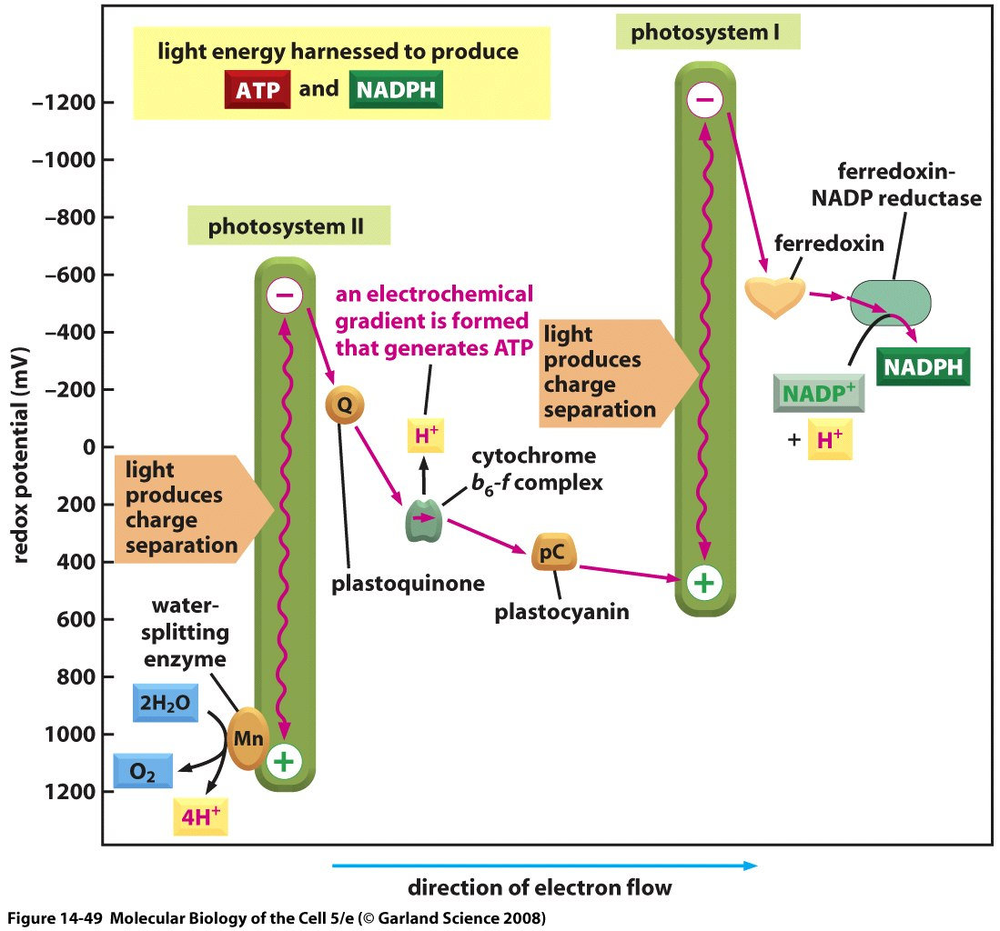 photosystem I
light energy harnessed to produce
ATP and NADPH
−1200
−1000
−800
−600
−400
−200
0
200
400
600
800
1000
1200
redox potential (mV)
photosystem II
−
an electrochemical
gradient is formed
that generates ATP
Q
H⁺
cytochrome
b₆-f complex
light
produces
charge
separation
plastoquinone
pC
plastocyanin
water-
splitting
enzyme
2H₂O
Mn
+
O₂
4H⁺
−
light
produces
charge
separation
+
ferredoxin-
NADP reductase
ferredoxin
NADPH
NADP⁺
+ H⁺
direction of electron flow
Figure 14-49 Molecular Biology of the Cell 5/e (© Garland Science 2008)